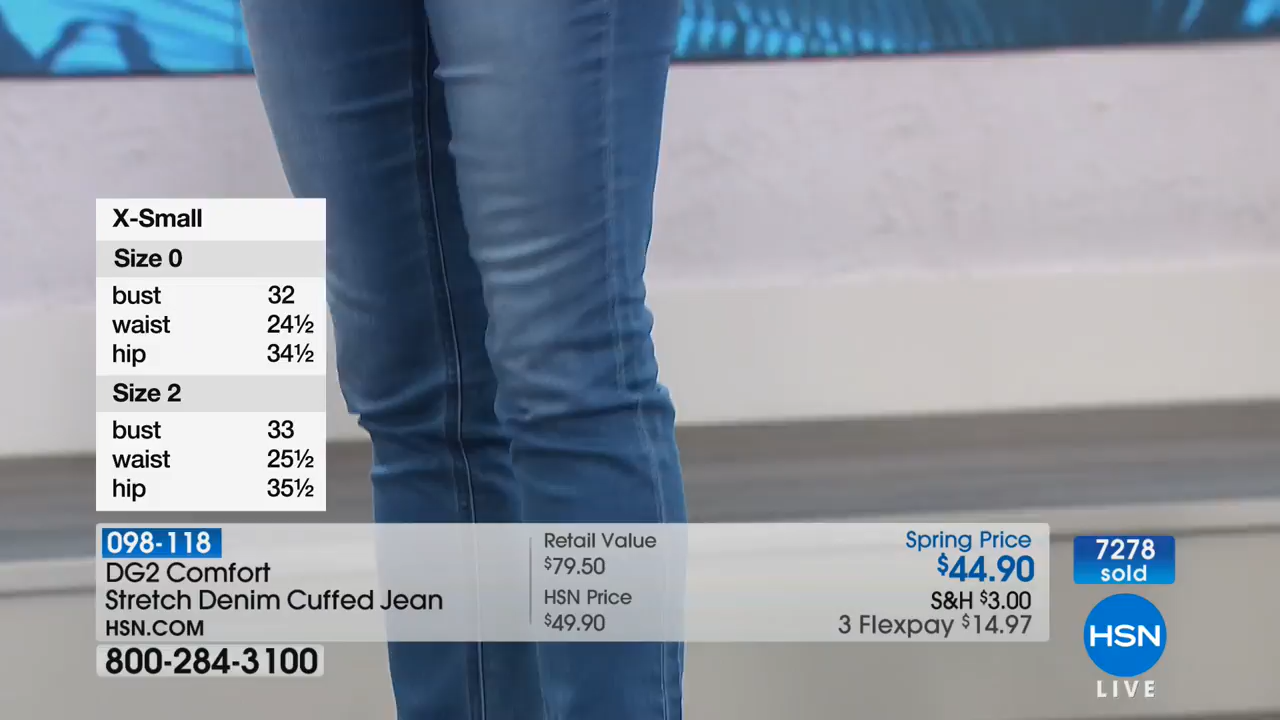 X-Small
Size 0
bust 32
waist 24½
hip 34½
Size 2
bust 33
waist 25½
hip 35½
098-118
DG2 Comfort
Stretch Denim Cuffed Jean
HSN.COM
800-284-3100
Retail Value
$79.50
HSN Price
$49.90
Spring Price
$44.90
S&H $3.00
3 Flexpay $14.97
7278
sold
HSN
LIVE